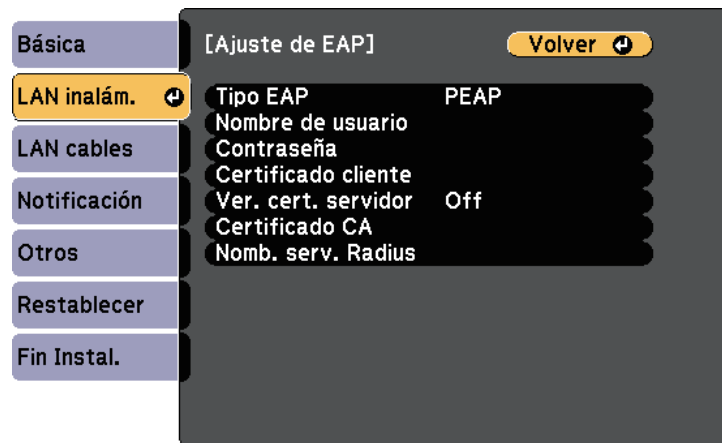 Básica
LAN inalám.
LAN cables
Notificación
Otros
Restablecer
Fin Instal.
[Ajuste de EAP] Volver
Tipo EAP PEAP
Nombre de usuario
Contraseña
Certificado cliente
Ver. cert. servidor Off
Certificado CA
Nomb. serv. Radius